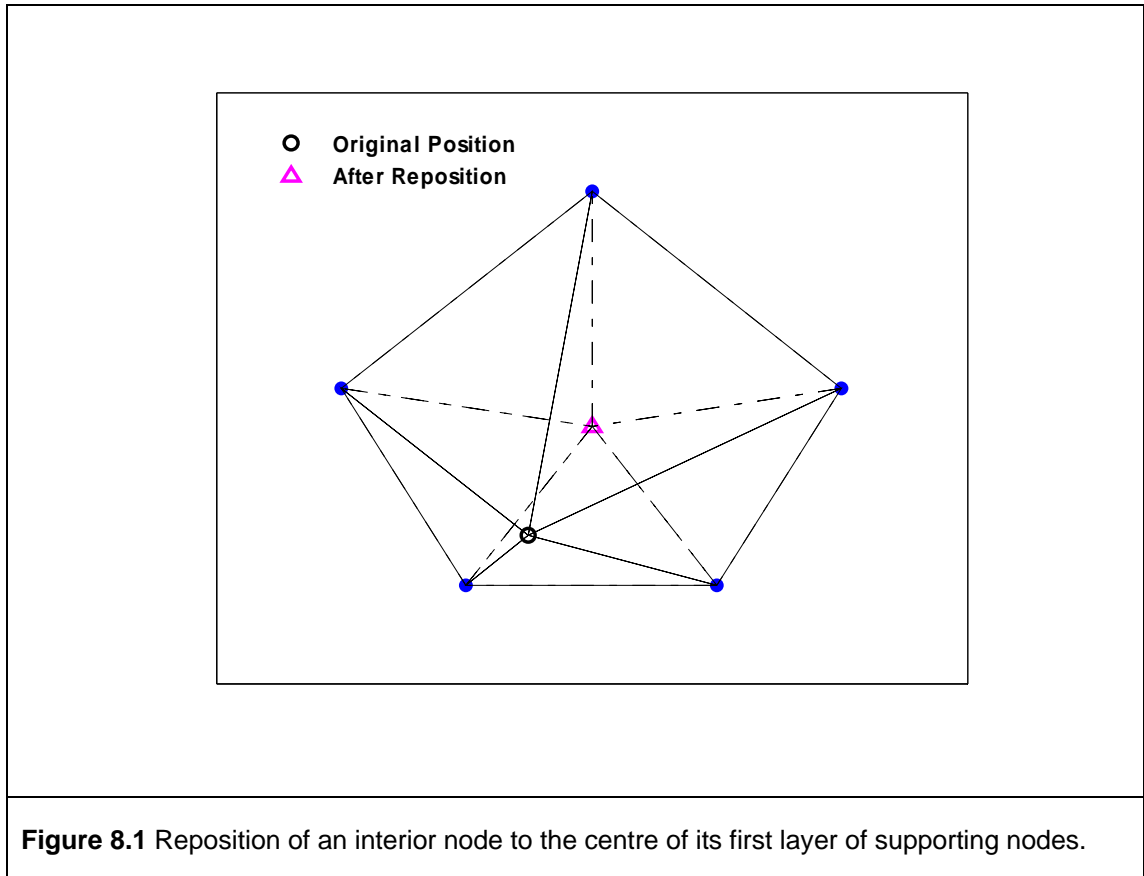 Original Position
After Reposition
Figure 8.1 Reposition of an interior node to the centre of its first layer of supporting nodes.